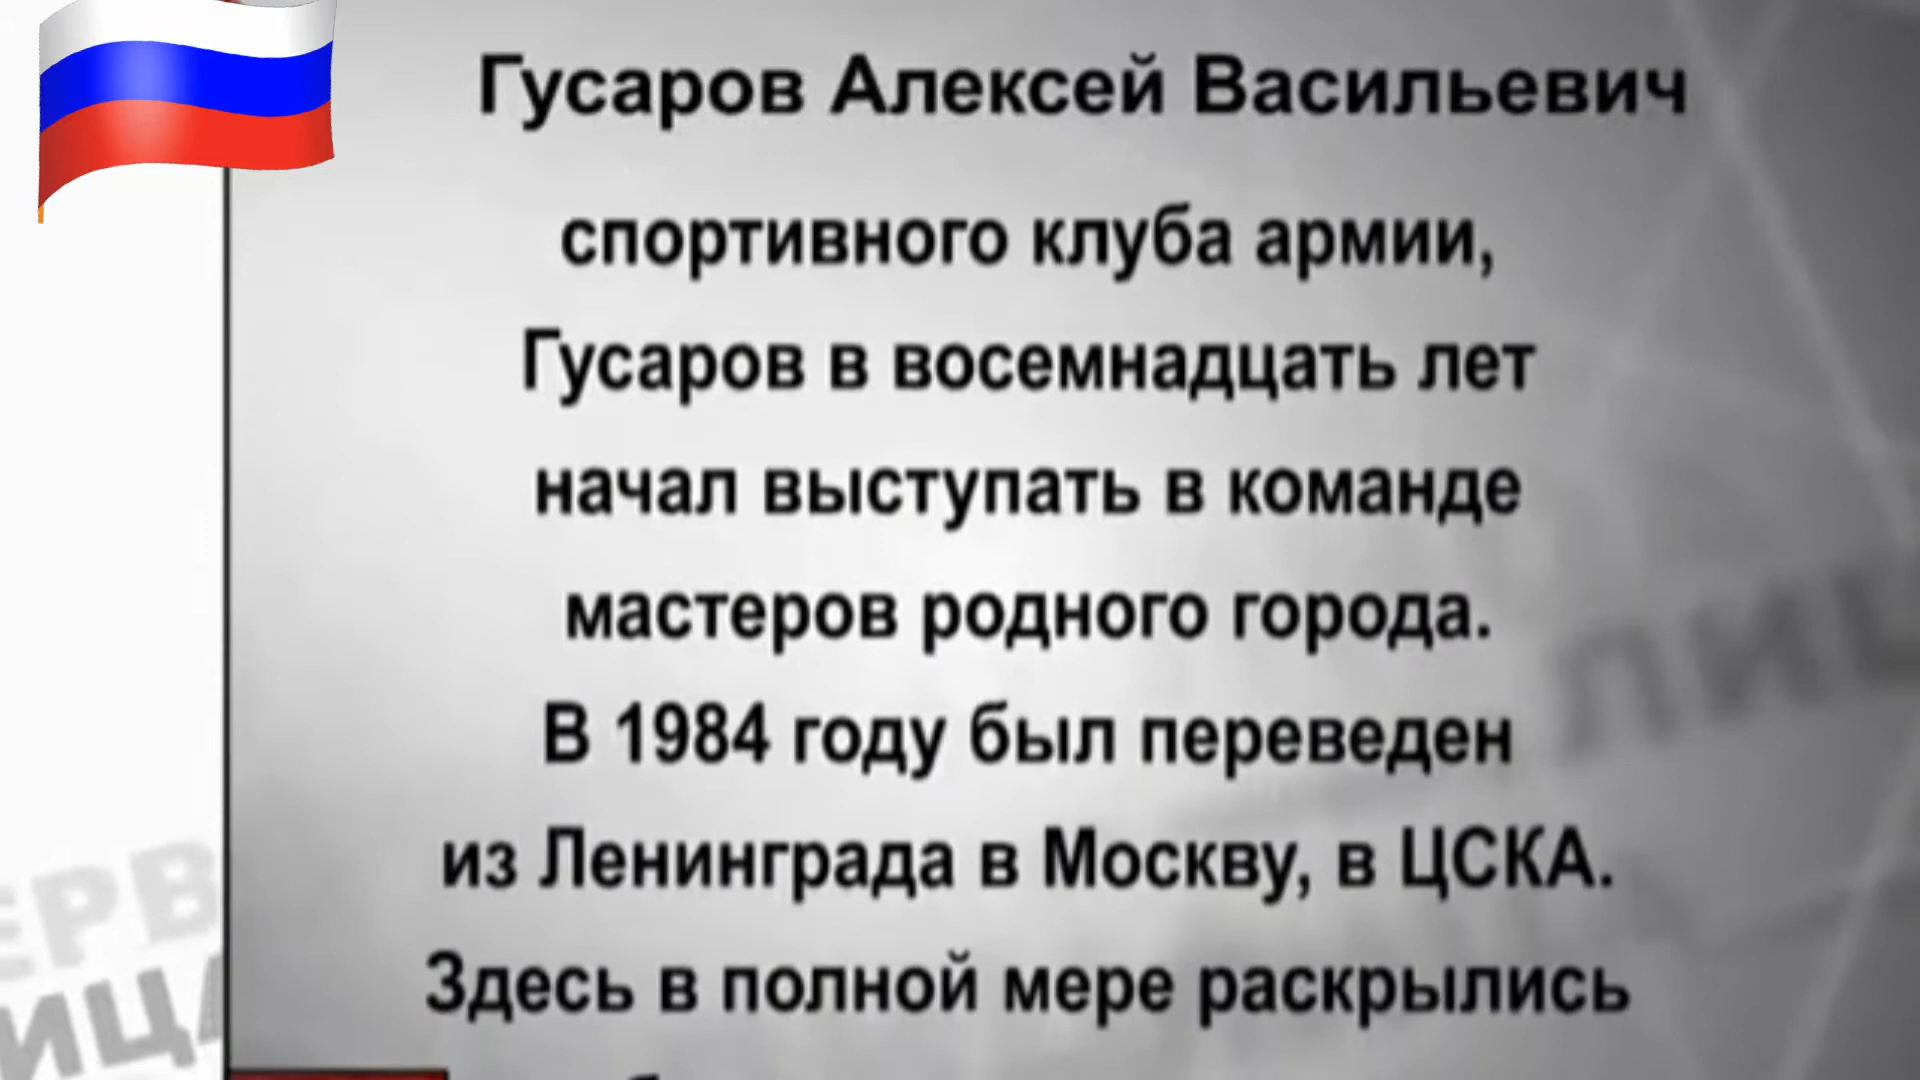 Гусаров Алексей Васильевич
спортивного клуба армии,
Гусаров в восемнадцать лет
начал выступать в команде
мастеров родного города.
В 1984 году был переведен
из Ленинграда в Москву, в ЦСКА.
Здесь в полной мере раскрылись